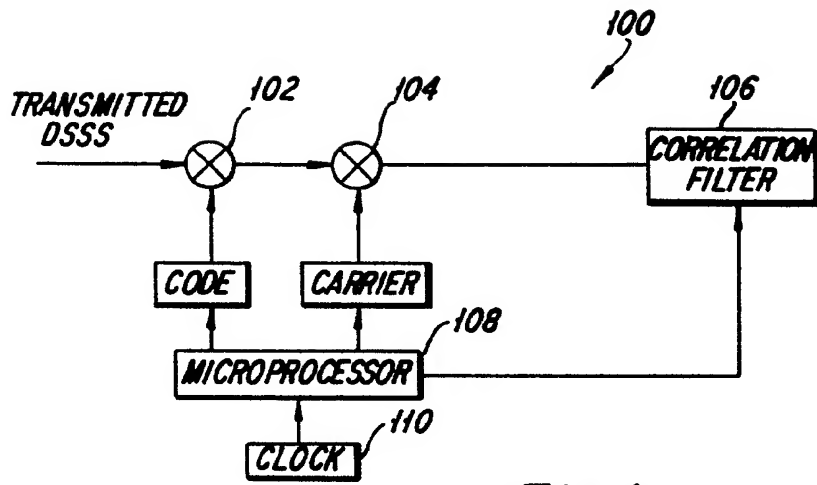 100
TRANSMITTED
DSSS
102
104
106
CORRELATION
FILTER
CODE
CARRIER
108
MICROPROCESSOR
110
CLOCK